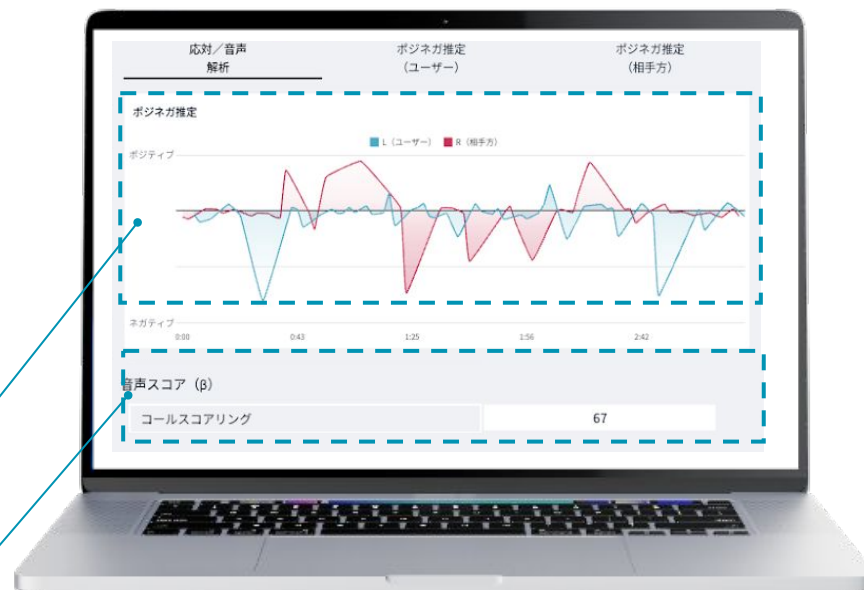 応対／音声
解析
ポジネガ推定
（ユーザー）
ポジネガ推定
（相手方）
ポジネガ推定
L（ユーザー） R（相手方）
ポジティブ
ネガティブ
0:00 0:43 1:25 1:56 2:42
音声スコア（β）
コールスコアリング 67